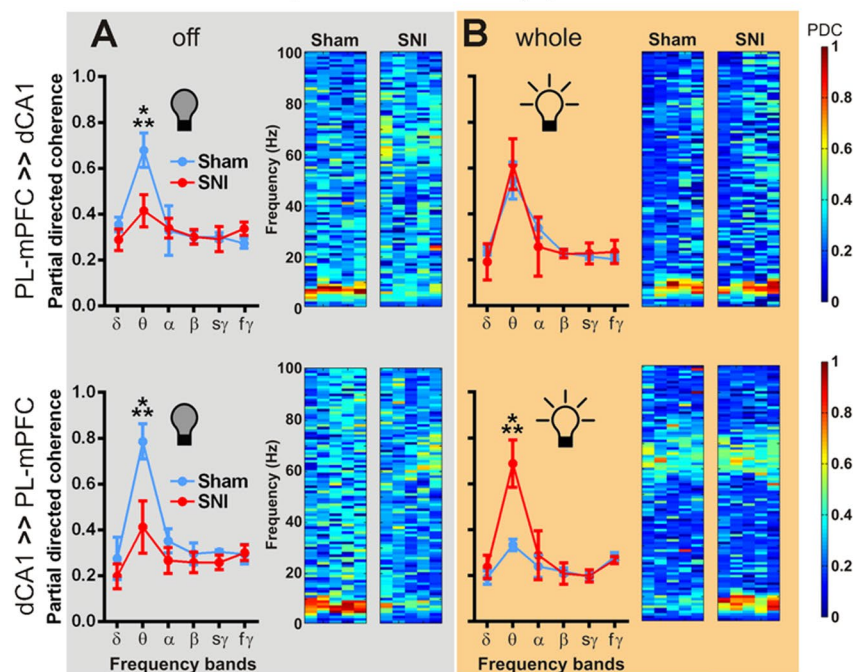 A off Sham SNI
B whole Sham SNI
PDC
PL-mPFC >> dCA1
Partial directed coherence
1.0
0.8
0.6
0.4
0.2
0.0
*
**
Sham
SNI
δ θ α β sγ fγ
Frequency (Hz)
100
80
60
40
20
0
δ θ α β sγ fγ
1
0.8
0.6
0.4
0.2
0
dCA1 >> PL-mPFC
Partial directed coherence
1.0
0.8
0.6
0.4
0.2
0.0
*
**
Sham
SNI
δ θ α β sγ fγ
Frequency bands
Frequency (Hz)
100
80
60
40
20
0
*
**
δ θ α β sγ fγ
Frequency bands
1
0.8
0.6
0.4
0.2
0